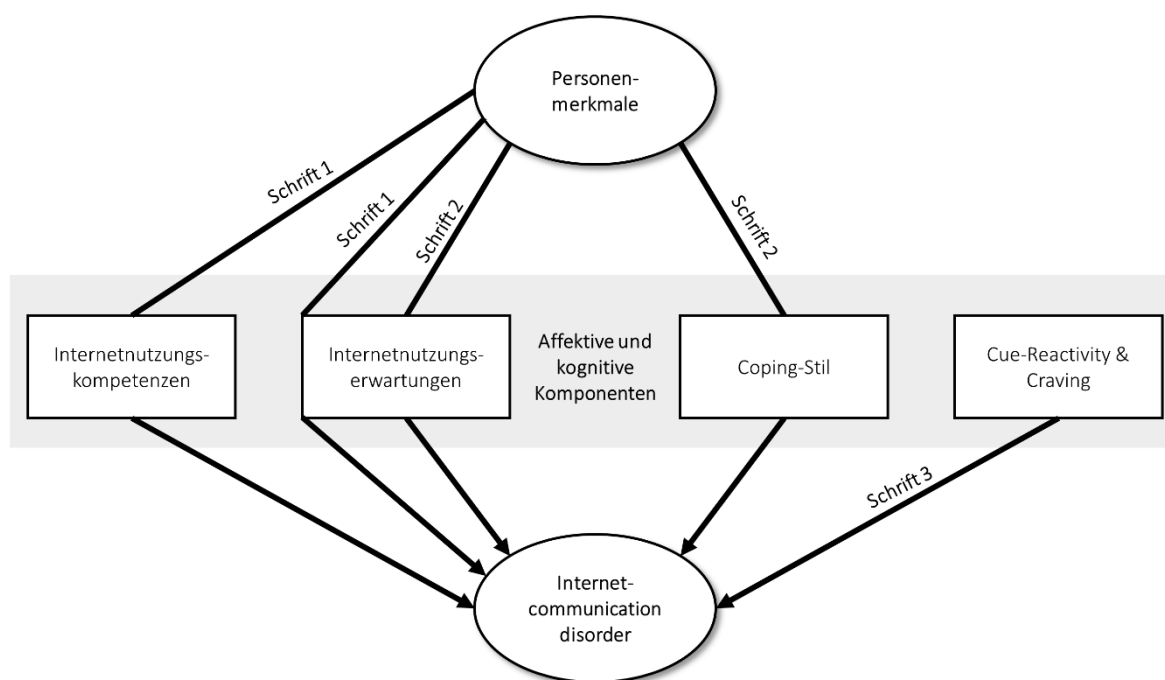 Personen-
merkmale
Schrift 1
Schrift 1
Schrift 2
Schrift 2
Internetnutzungs-
kompetenzen
Internetnutzungs-
erwartungen
Affektive und
kognitive
Komponenten
Coping-Stil
Cue-Reactivity &
Craving
Schrift 3
Internet-
communication
disorder